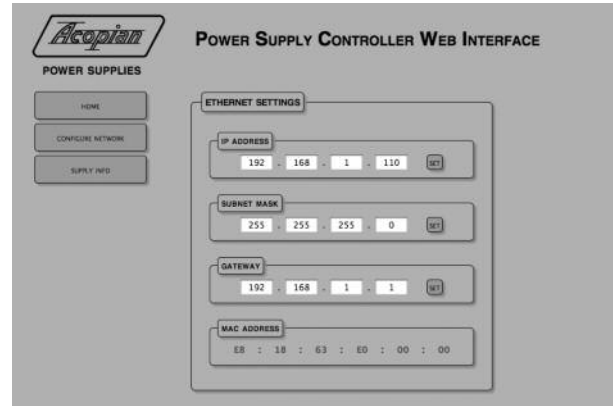 Acopian
POWER SUPPLIES
POWER SUPPLY CONTROLLER WEB INTERFACE
HOME
CONFIGURE NETWORK
SUPPLY INFO
ETHERNET SETTINGS
IP ADDRESS
192 . 168 . 1 . 110 SET
SUBNET MASK
255 . 255 . 255 . 0 SET
GATEWAY
192 . 168 . 1 . 1 SET
MAC ADDRESS
E8 : 18 : 63 : E0 : 00 : 00